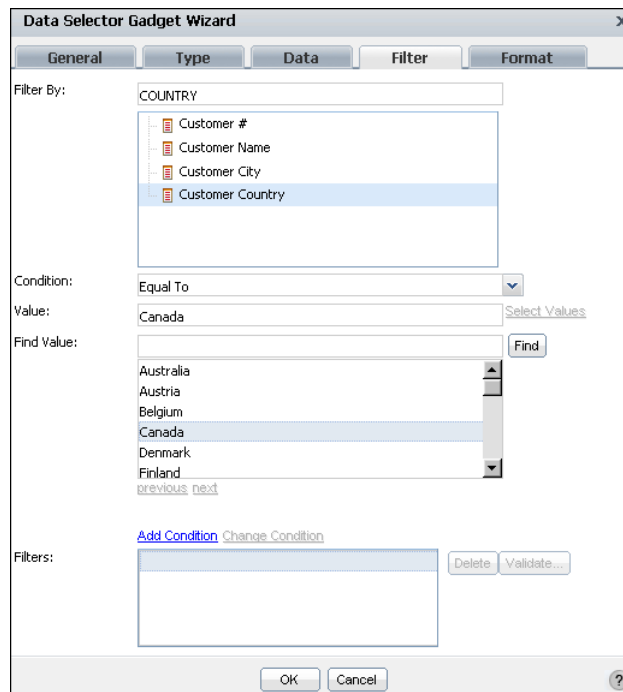 Data Selector Gadget Wizard
General Type Data Filter Format
Filter By: COUNTRY
Customer #
Customer Name
Customer City
Customer Country
Condition: Equal To
Value: Canada Select Values
Find Value: Find
Australia
Austria
Belgium
Canada
Denmark
Finland
previous next
Add Condition Change Condition
Filters: Delete Validate...
OK Cancel ?